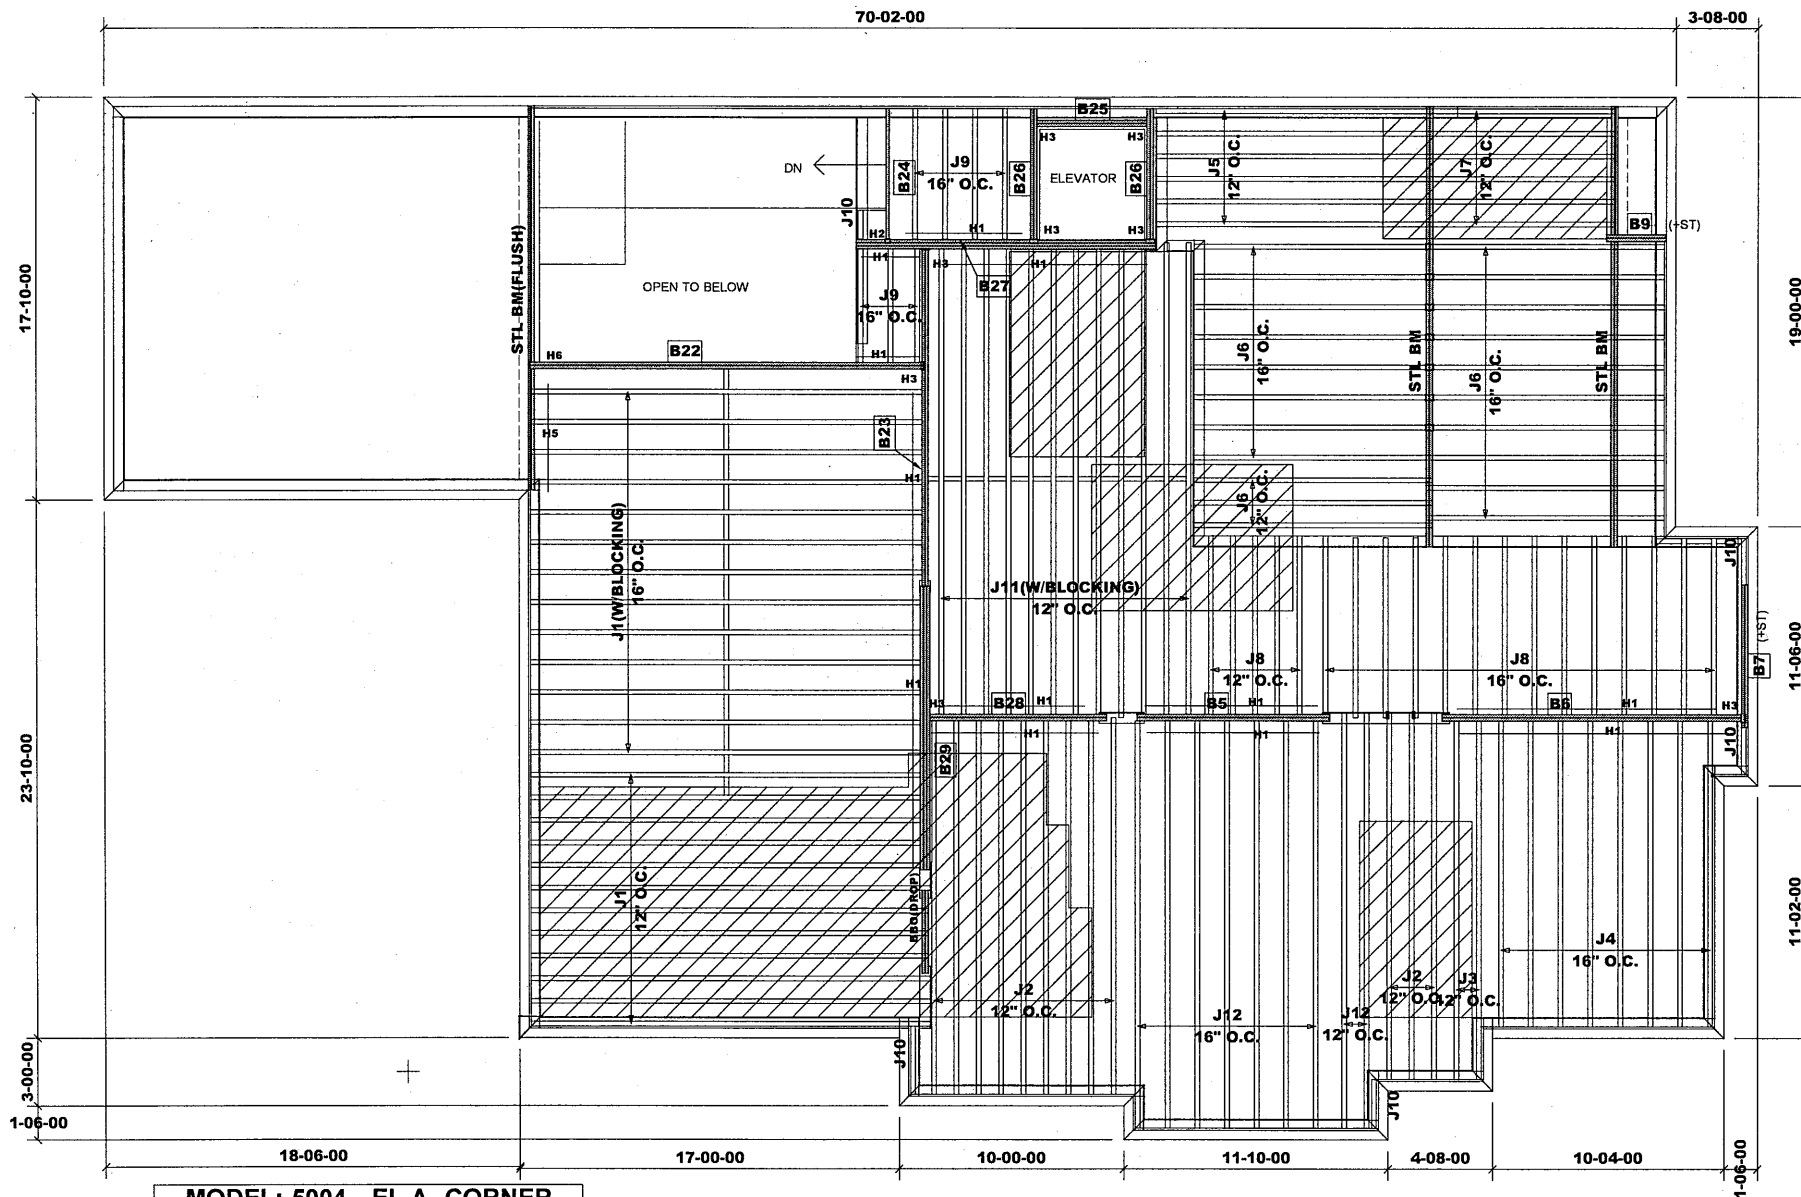 70-02-00
3-08-00
B25
H3
H3
J9
16" O.C.
B24
B26
ELEVATOR
B26
J5
12" O.C.
J7
12" O.C.
DN
J10
H2
H1
H3
H3
B9
(+ST)
STL BM(FLUSH)
OPEN TO BELOW
H1
H3
H1
B27
J9
16" O.C.
17-10-00
19-00-00
H6
B22
H1
J6
16" O.C.
STL BM
J6
16" O.C.
STL BM
H3
B23
H5
H1
J6
12" O.C.
J1(W/BLOCKING)
16" O.C.
J10
J11(W/BLOCKING)
12" O.C.
(+ST)
B7
11-06-00
J8
12" O.C.
J8
16" O.C.
H1
H3
B28
H1
B5
H1
B6
H1
H3
H1
H1
H1
J10
B29
23-10-00
J1
12" O.C.
BBO(DROP)
11-02-00
J4
16" O.C.
J2
12" O.C.
J2
12" O.C.
J3
12" O.C.
J12
16" O.C.
J12
12" O.C.
J10
J10
3-00-00
1-06-00
18-06-00
17-00-00
10-00-00
11-10-00
4-08-00
10-04-00
1-06-00
MODEL: 5004 EL A CORNER